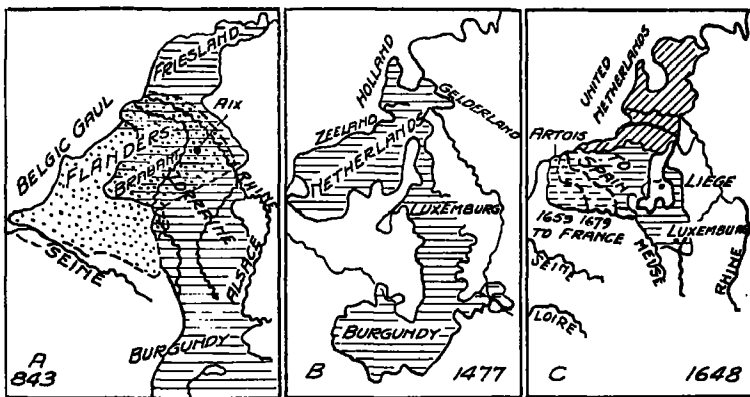 FRIESLAND
AIX
BELGIC GAUL
FLANDERS
BRABANT
LORRAINE
RHINE
ALSACE
SEINE
BURGUNDY
A
843
HOLLAND
GELDERLAND
ZEELAND
NETHERLANDS
LUXEMBURG
BURGUNDY
B
1477
UNITED
NETHERLANDS
ARTOIS
TO
SPAIN
LIEGE
1659 1679
TO FRANCE
LUXEMBURG
MEUSE
RHINE
SEINE
LOIRE
C
1648